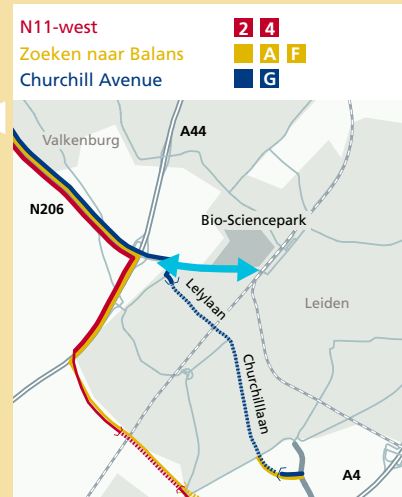 N11-west 2 4
Zoeken naar Balans A F
Churchill Avenue G
A44
Valkenburg
N206
Bio-Sciencepark
Lelylaan
Leiden
Churchilllaan
A4